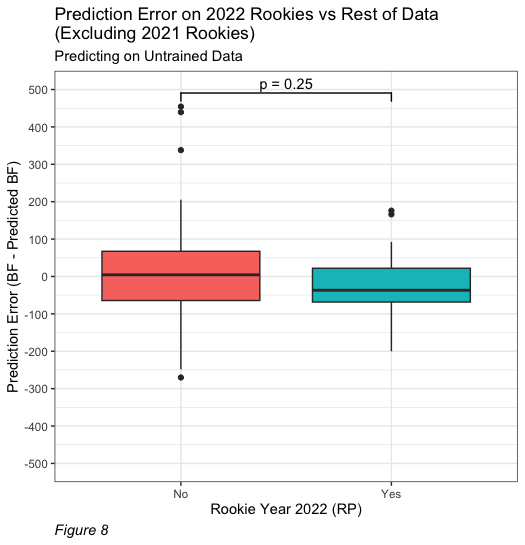 Prediction Error on 2022 Rookies vs Rest of Data
(Excluding 2021 Rookies)
Predicting on Untrained Data
p = 0.25
Prediction Error (BF - Predicted BF)
500
400
300
200
100
0
-100
-200
-300
-400
-500
No
Yes
Rookie Year 2022 (RP)
Figure 8